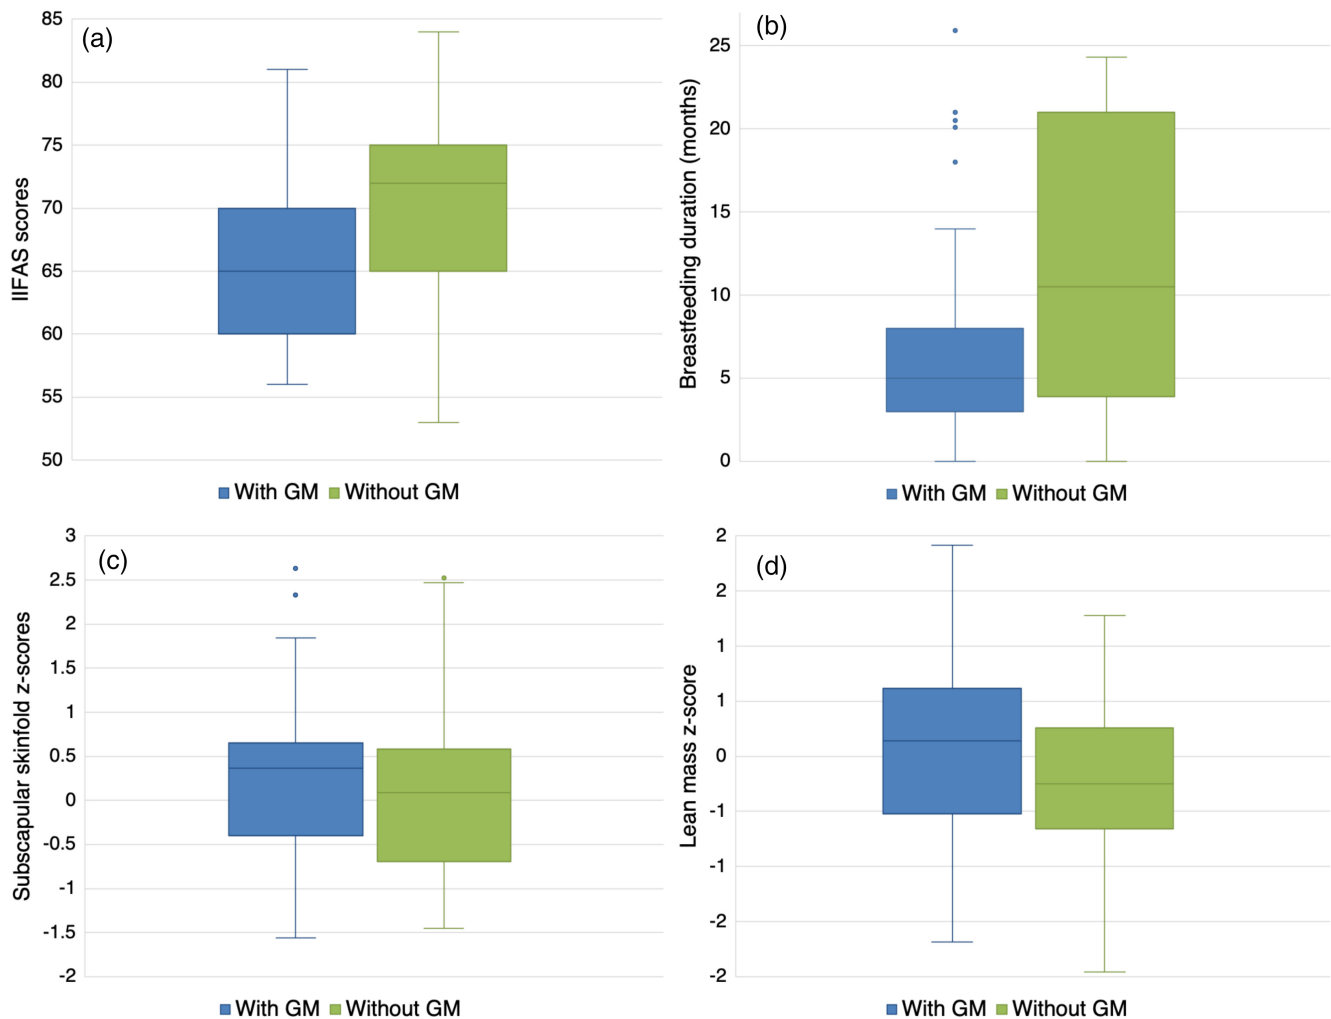 (a)
IIFAS scores
85
80
75
70
65
60
55
50
With GM Without GM
(b)
Breastfeeding duration (months)
25
20
15
10
5
0
With GM Without GM
(c)
Subscapular skinfold z-scores
3
2.5
2
1.5
1
0.5
0
-0.5
-1
-1.5
-2
With GM Without GM
(d)
Lean mass z-score
2
2
1
1
0
-1
-1
-2
-2
With GM Without GM